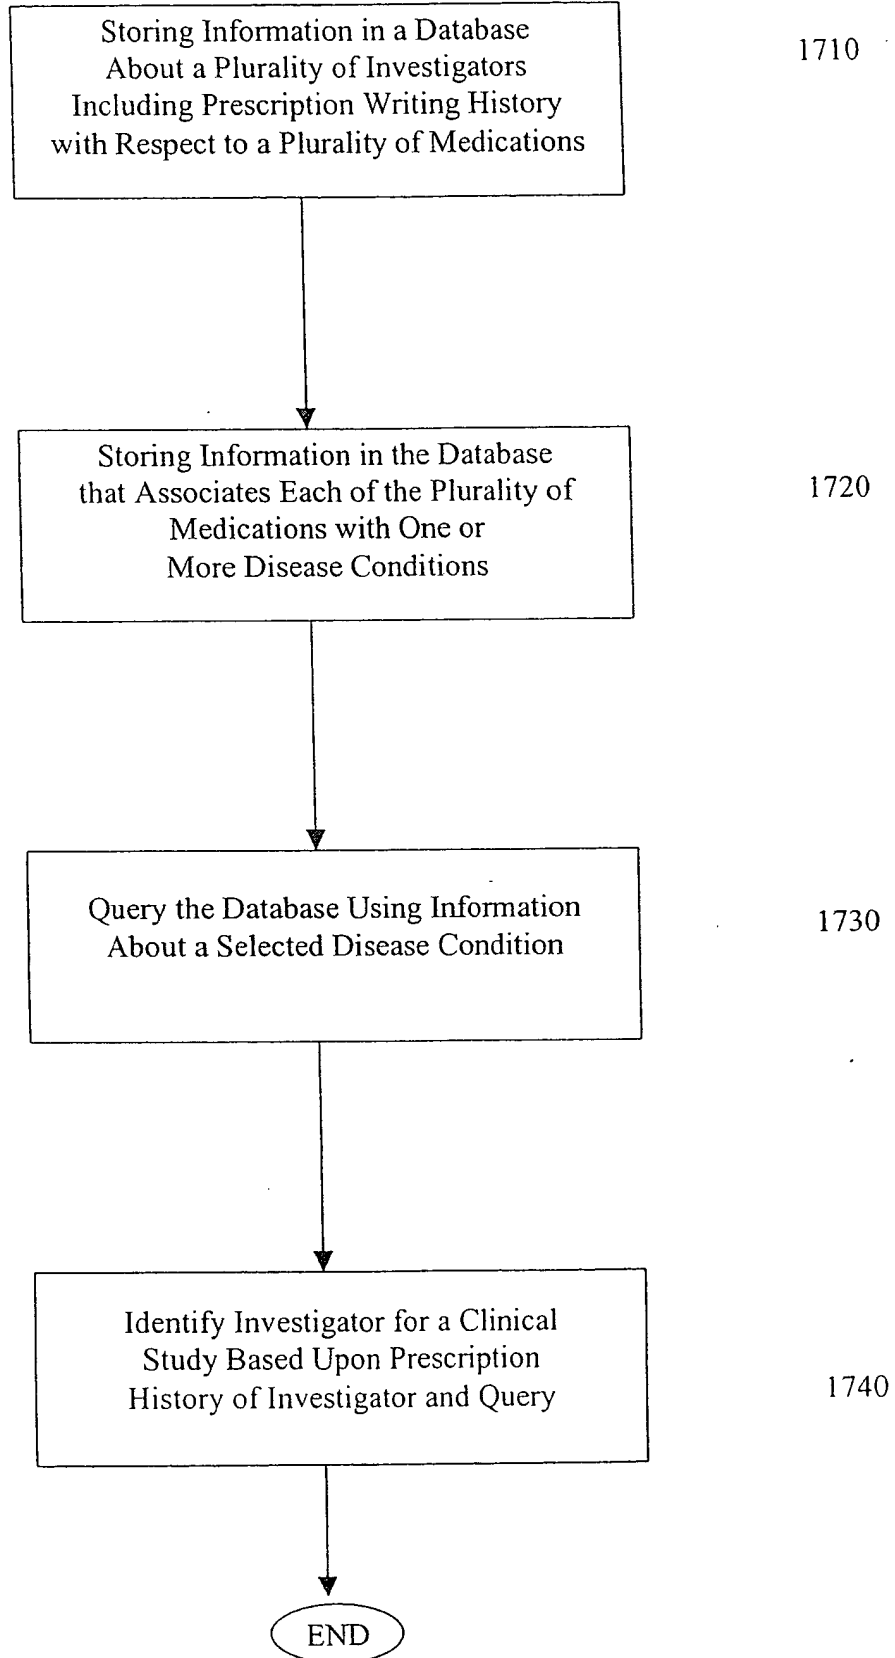 Storing Information in a Database
About a Plurality of Investigators
Including Prescription Writing History
with Respect to a Plurality of Medications
1710
Storing Information in the Database
that Associates Each of the Plurality of
Medications with One or
More Disease Conditions
1720
Query the Database Using Information
About a Selected Disease Condition
1730
Identify Investigator for a Clinical
Study Based Upon Prescription
History of Investigator and Query
1740
END